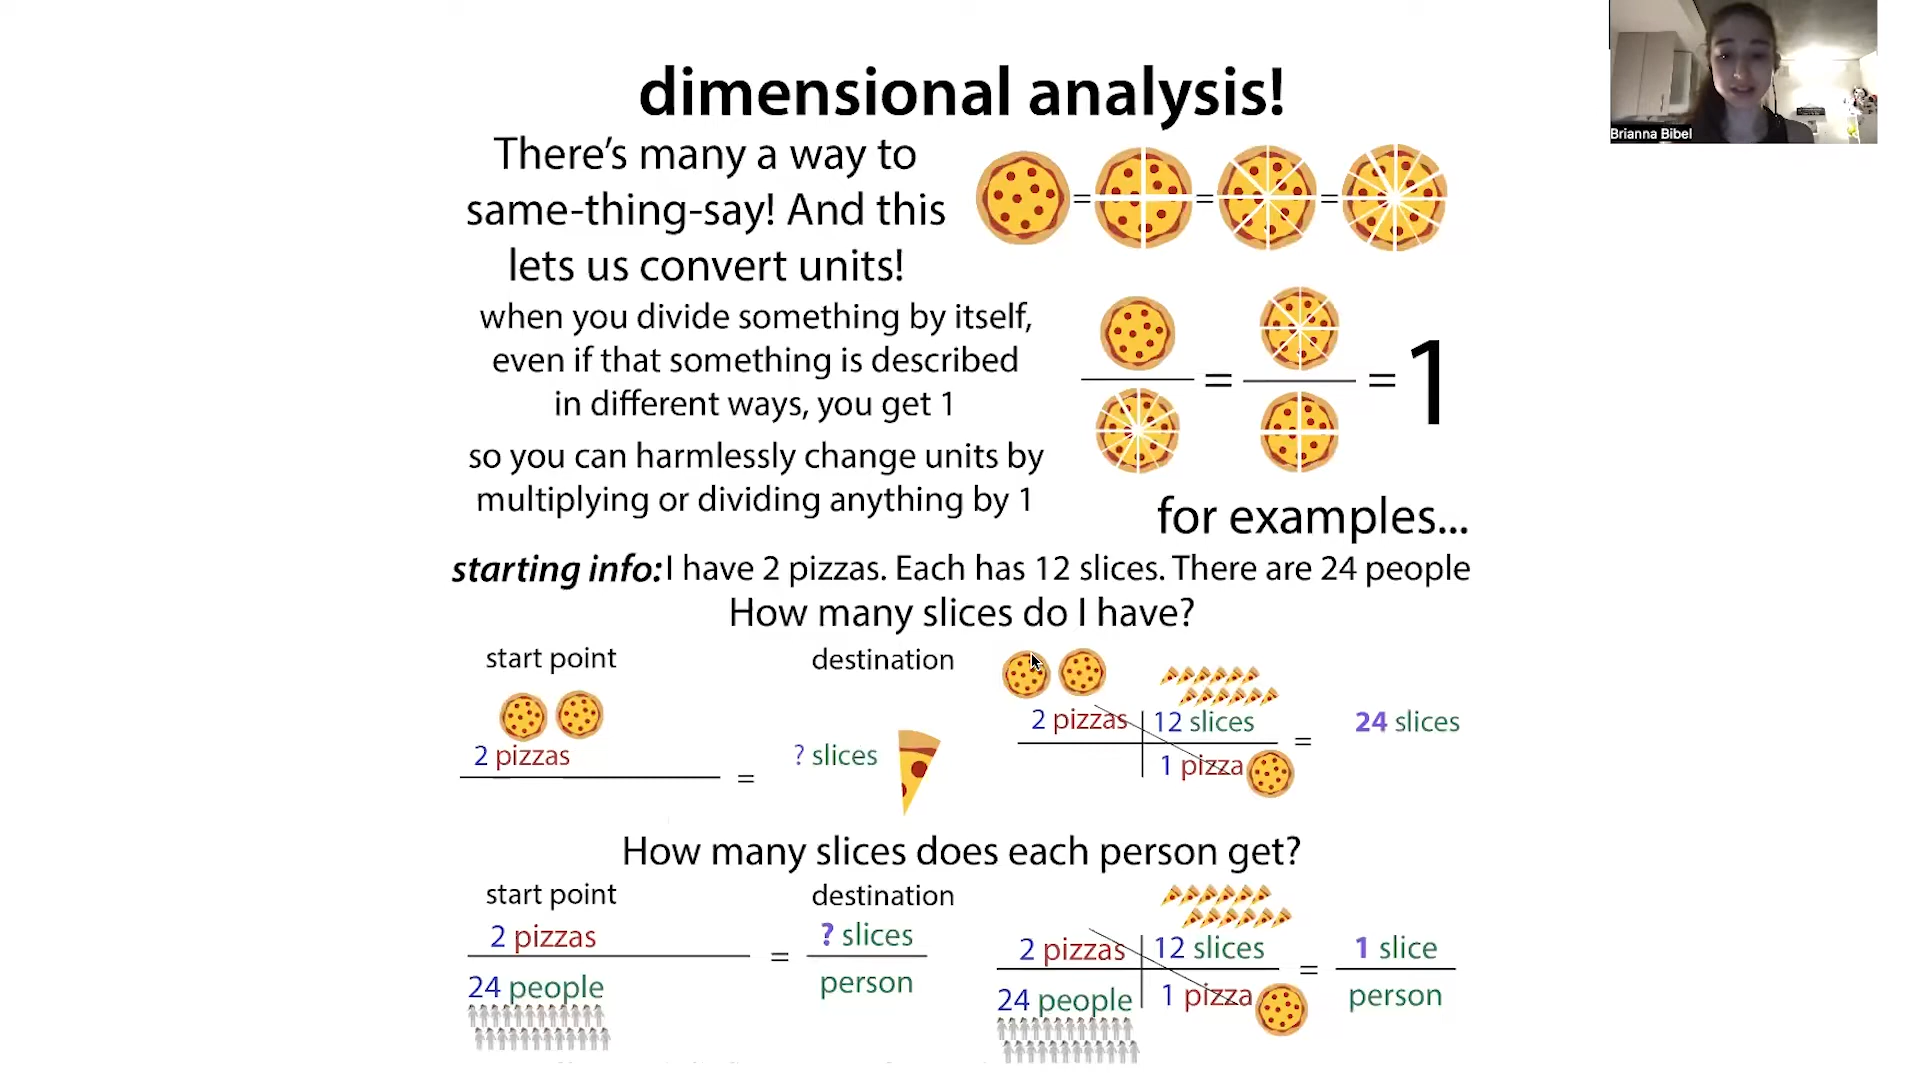 dimensional analysis!
There's many a way to
same-thing-say! And this
lets us convert units!
= = =
when you divide something by itself,
even if that something is described
in different ways, you get 1
= = 1
so you can harmlessly change units by
multiplying or dividing anything by 1
for examples...
starting info: I have 2 pizzas. Each has 12 slices. There are 24 people
How many slices do I have?
start point
destination
2 pizzas
= ? slices
2 pizzas 12 slices
1 pizza
= 24 slices
How many slices does each person get?
start point
destination
2 pizzas
24 people
= ? slices
person
2 pizzas 12 slices
24 people 1 pizza
= 1 slice
person
Brianna Bibel